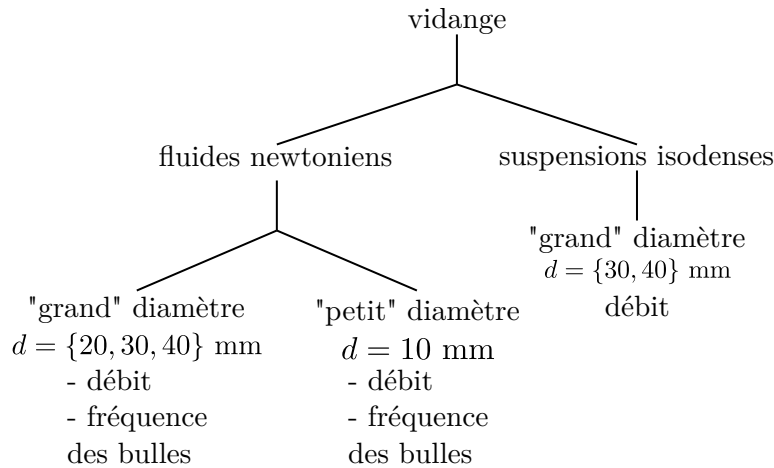 vidange
fluides newtoniens
suspensions isodenses
"grand" diamètre
d = {20, 30, 40} mm
- débit
- fréquence
des bulles
"petit" diamètre
d = 10 mm
- débit
- fréquence
des bulles
"grand" diamètre
d = {30, 40} mm
débit